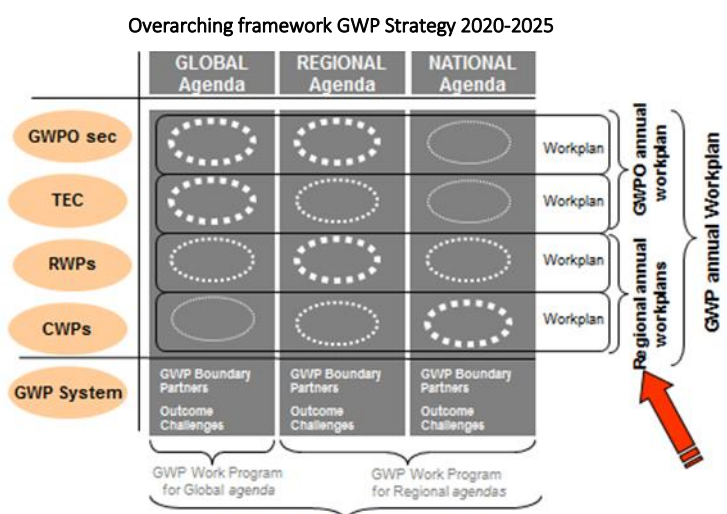 Overarching framework GWP Strategy 2020-2025
GLOBAL
Agenda
REGIONAL
Agenda
NATIONAL
Agenda
GWPO sec
Workplan
TEC
Workplan
RWPs
Workplan
CWPs
Workplan
GWPO annual
workplan
Regional annual
workplans
GWP annual Workplan
GWP System
GWP Boundary
Partners
Outcome
Challenges
GWP Boundary
Partners
Outcome
Challenges
GWP Boundary
Partners
Outcome
Challenges
GWP Work Program
for Global agenda
GWP Work Program
for Regional agendas